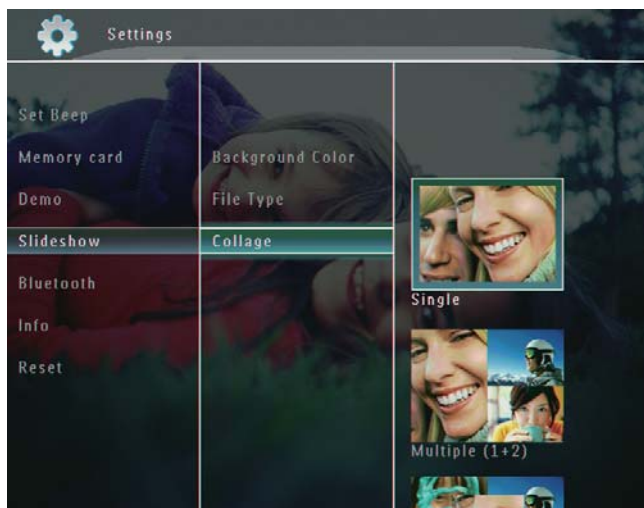 Settings
Set Beep
Memory card
Demo
Slideshow
Bluetooth
Info
Reset
Background Color
File Type
Collage
Single
Multiple (1+2)